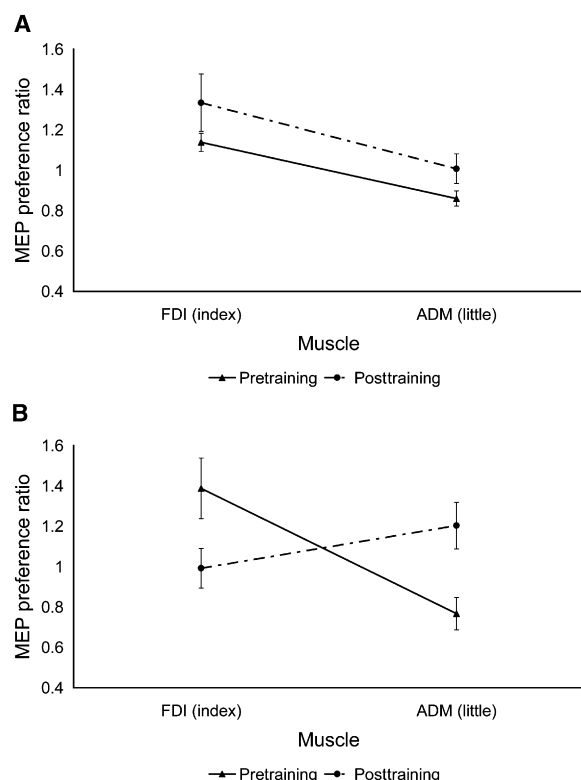 A
1.6
1.4
1.2
1
0.8
0.6
0.4
MEP preference ratio
FDI (index) ADM (little)
Muscle
Pretraining Posttraining
B
1.6
1.4
1.2
1
0.8
0.6
0.4
MEP preference ratio
FDI (index) ADM (little)
Muscle
Pretraining Posttraining